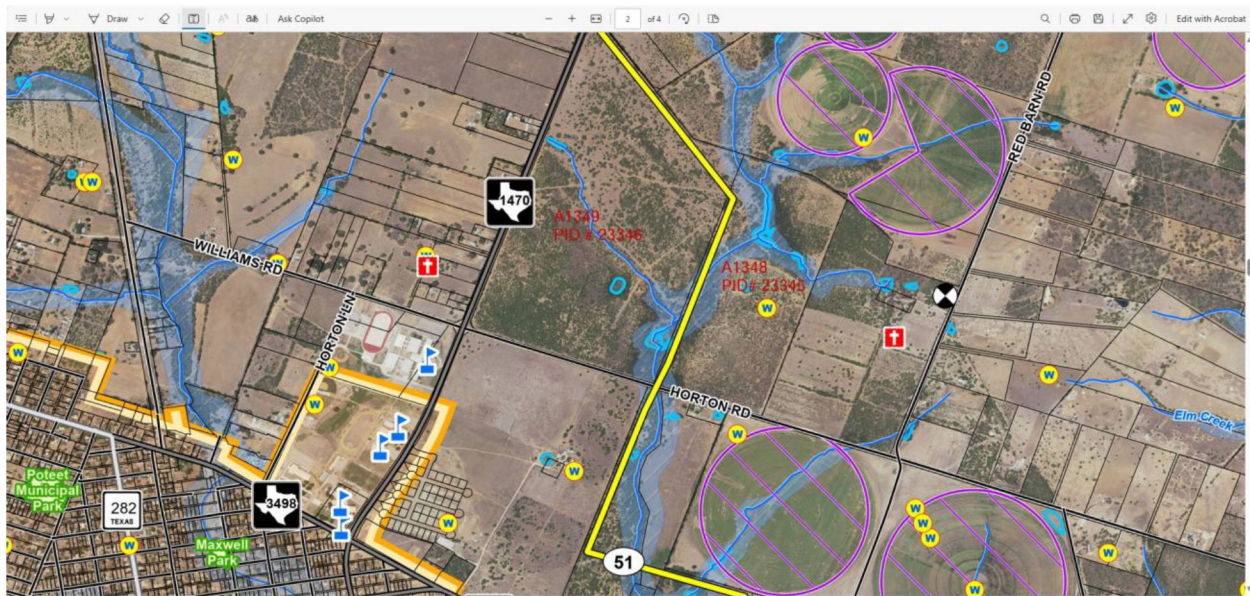 Draw
Ask Copilot
2
of 4
Edit with Acrobat
RED BARN RD
W
W
W
W
W
1470
A1349
PID # 23346
WILLIAMS RD
W
A1348
PID# 23345
W
HORTON LN
W
W
W
W
HORTON RD
Elm Creek
W
W
Poteet
Municipal
Park
282
TEXAS
3498
W
W
W
W
W
Maxwell
Park
W
W
51
W